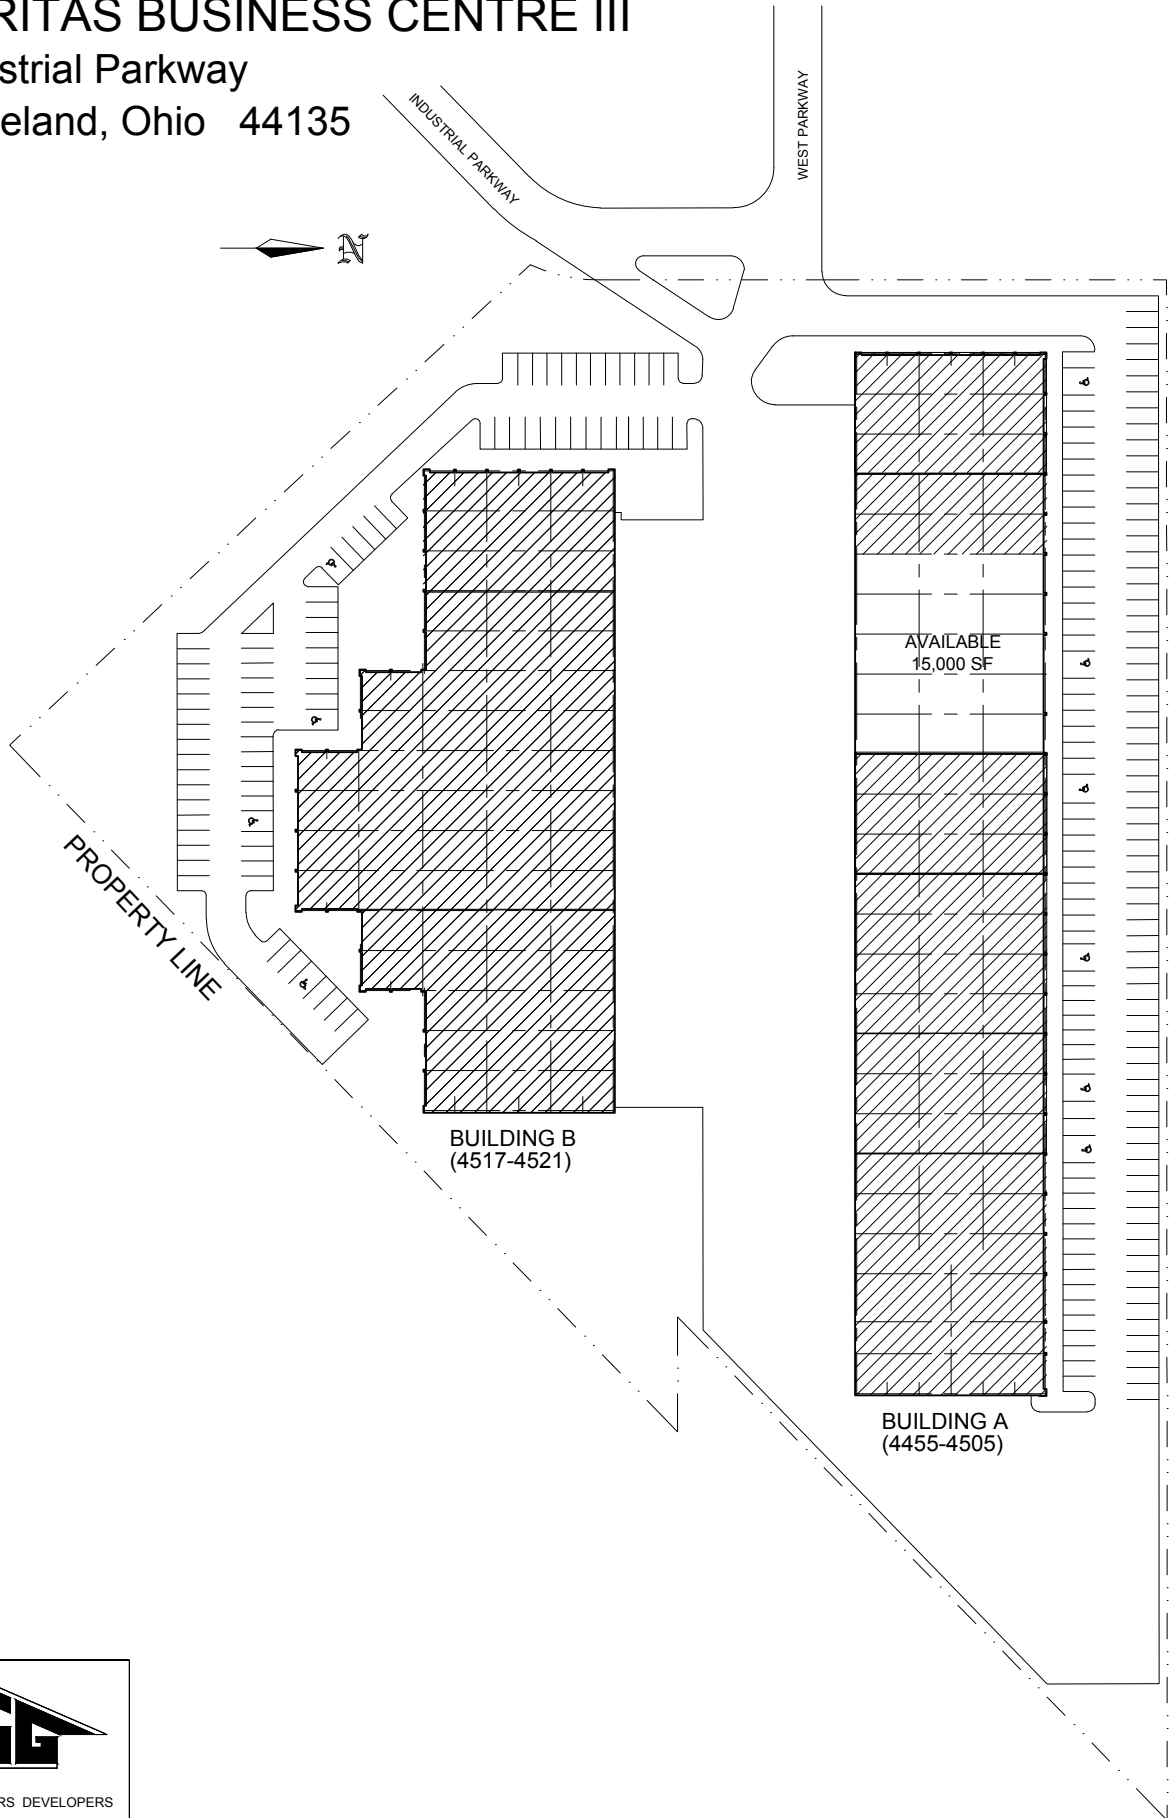 RITAS BUSINESS CENTRE III
strial Parkway
eland, Ohio 44135
INDUSTRIAL PARKWAY
WEST PARKWAY
N
AVAILABLE
15,000 SF
PROPERTY LINE
BUILDING B
(4517-4521)
BUILDING A
(4455-4505)
RS DEVELOPERS